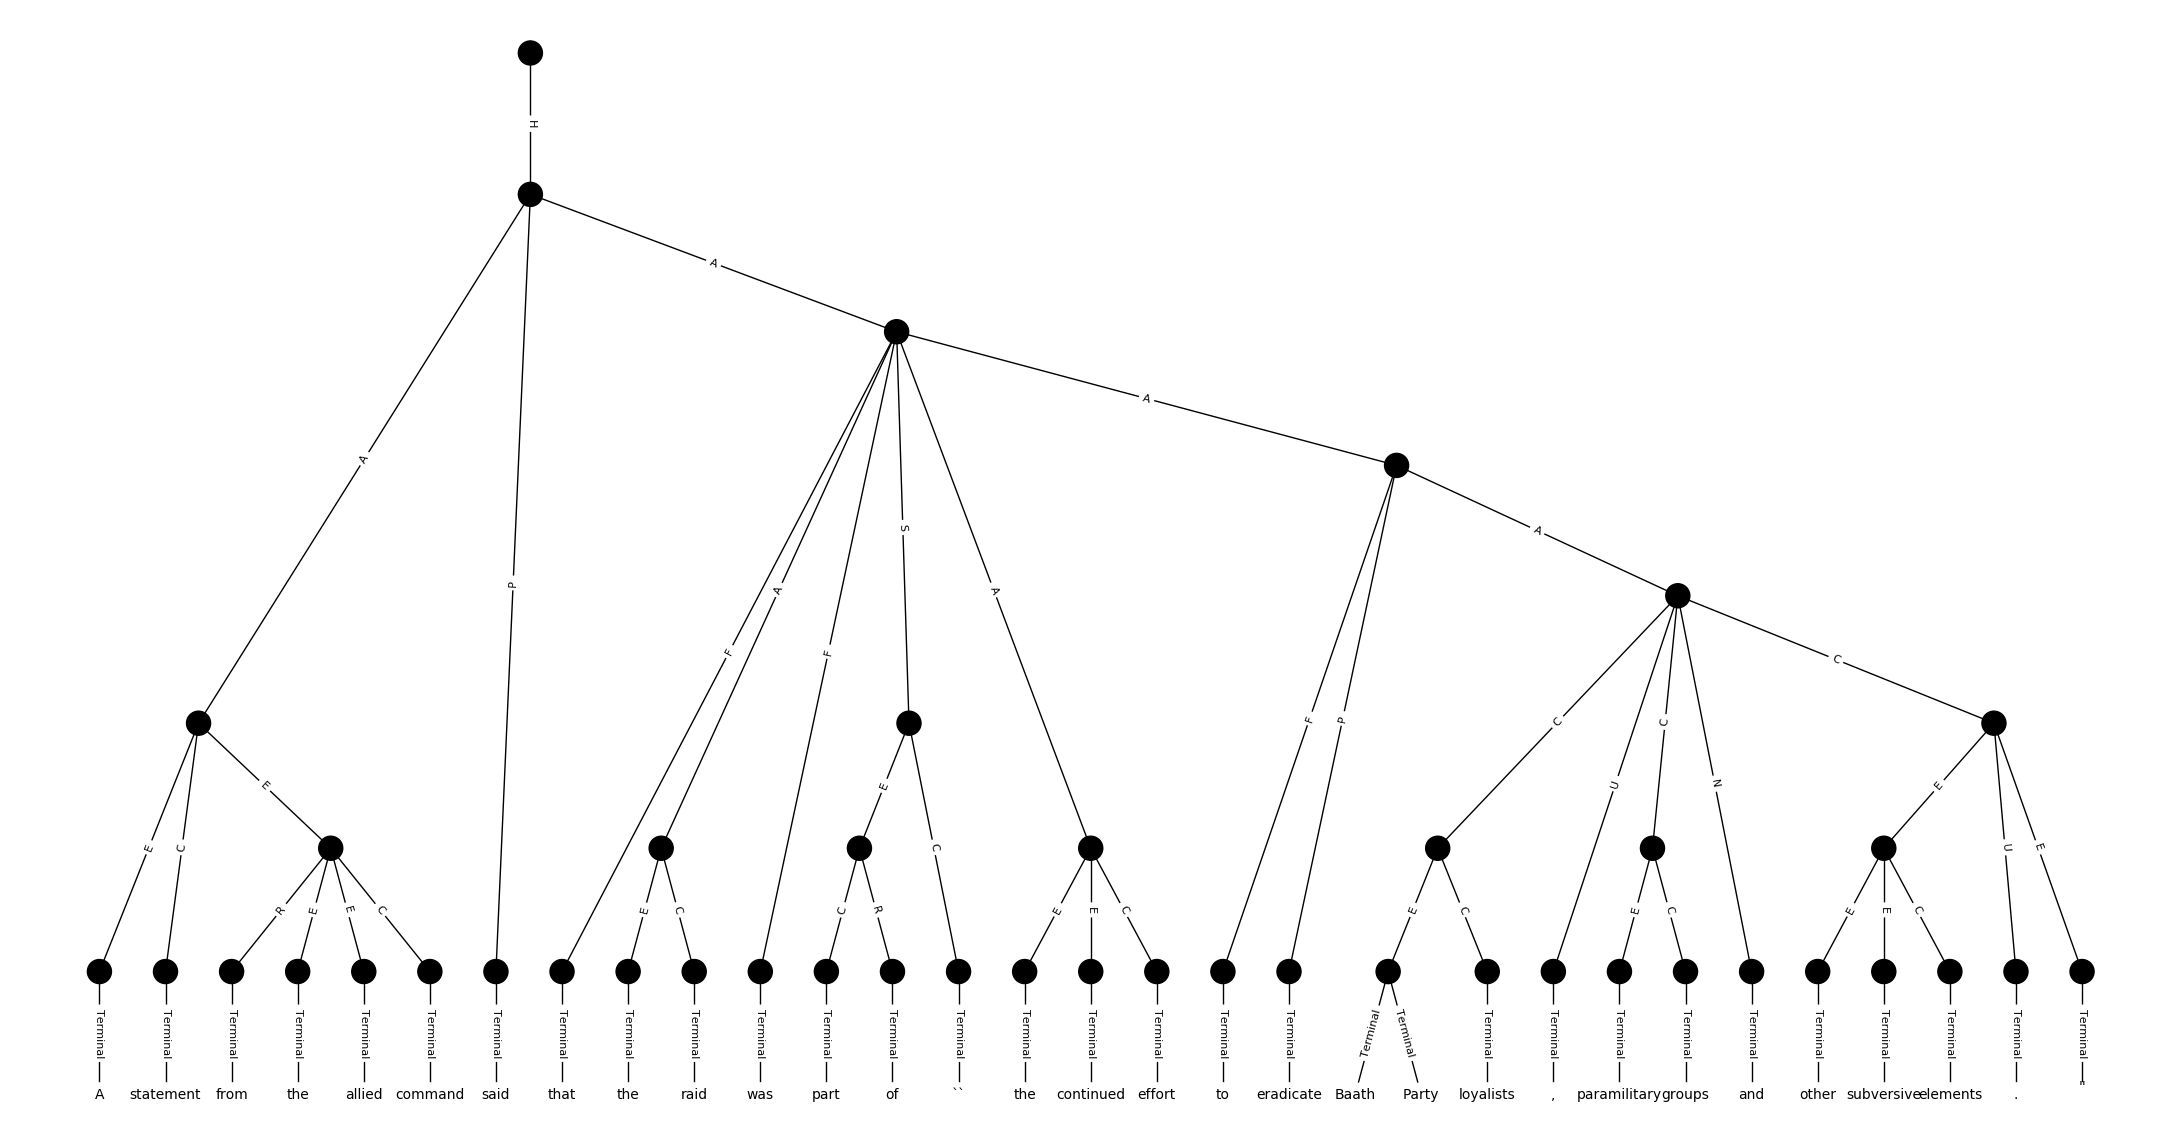 H
A
A
A
A
P
S
A
A
F
F
F
P
C
U
C
N
C
E
E
C
E
E
C
E
U
E
R
E
E
C
E
C
C
R
E
E
C
E
C
E
C
E
E
C
Terminal Terminal Terminal Terminal Terminal Terminal Terminal Terminal Terminal Terminal Terminal Terminal Terminal Terminal Terminal Terminal Terminal Terminal Terminal Terminal Terminal Terminal Terminal Terminal Terminal Terminal Terminal Terminal Terminal Terminal Terminal
A statement from the allied command said that the raid was part of `` the continued effort to eradicate Baath Party loyalists , paramilitary groups and other subversive elements . "